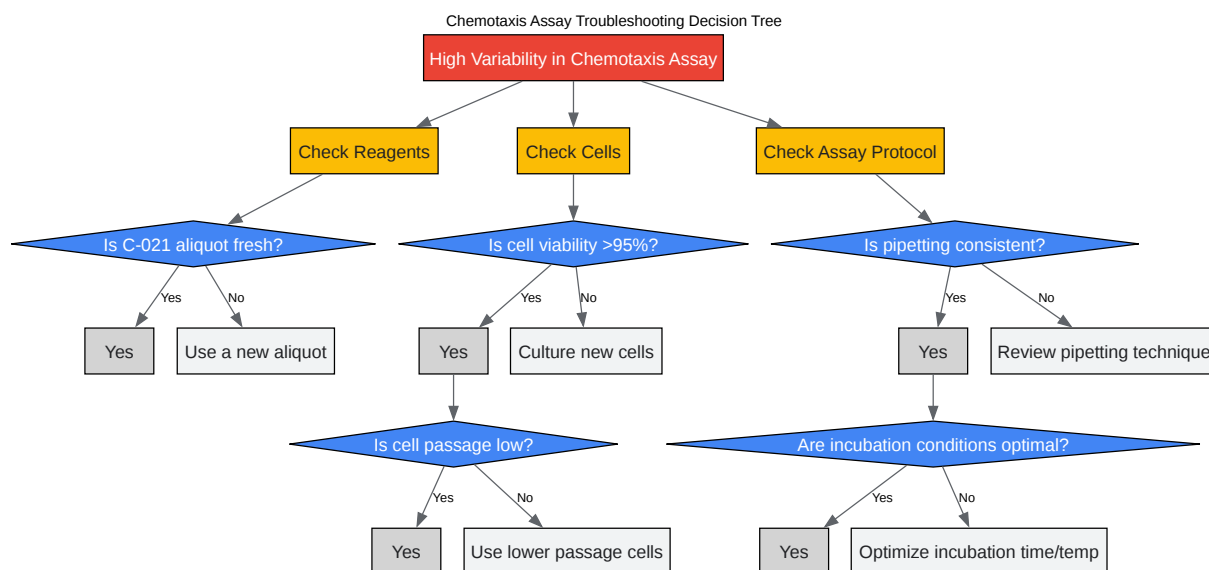 Chemotaxis Assay Troubleshooting Decision Tree
High Variability in Chemotaxis Assay
Check Reagents
Check Cells
Check Assay Protocol
Is C-021 aliquot fresh?
Is cell viability >95%?
Is pipetting consistent?
Yes
No
Yes
No
Yes
No
Yes
Use a new aliquot
Yes
Culture new cells
Yes
Review pipetting technique
Is cell passage low?
Are incubation conditions optimal?
Yes
No
Yes
No
Yes
Use lower passage cells
Yes
Optimize incubation time/temp